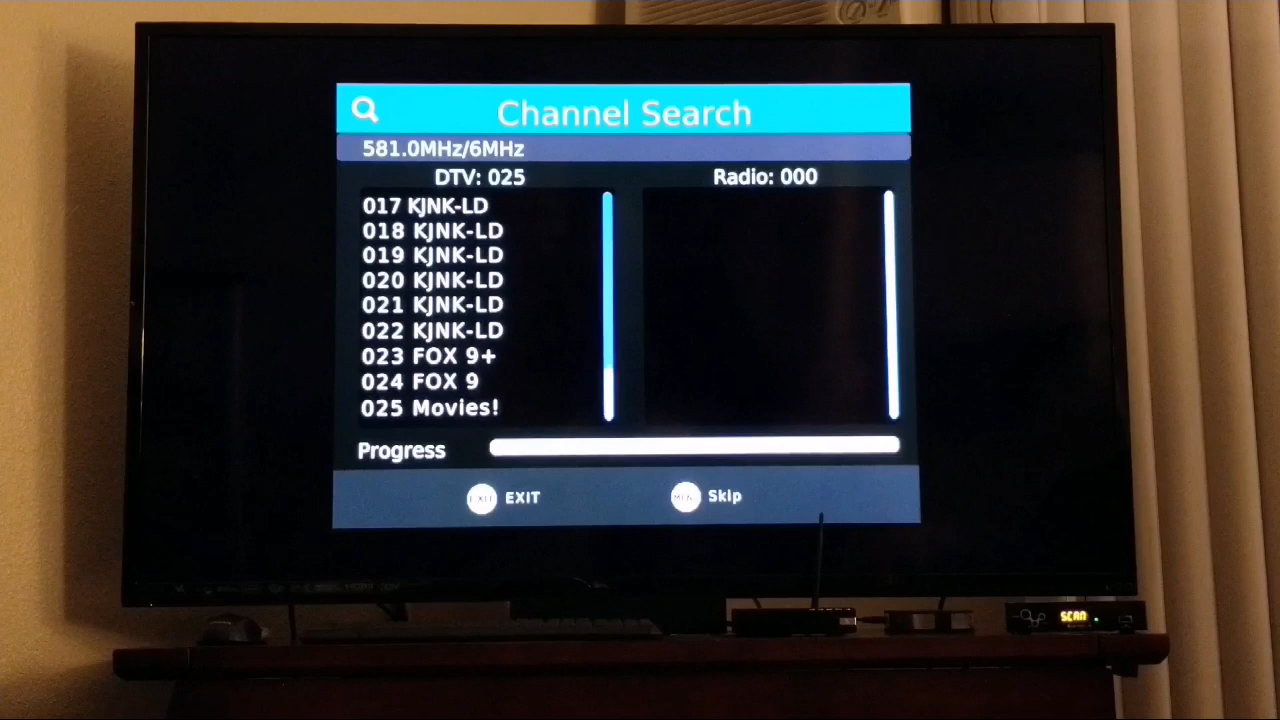 Channel Search
581.0MHz/6MHz
DTV: 025
Radio: 000
017 KJNK-LD
018 KJNK-LD
019 KJNK-LD
020 KJNK-LD
021 KJNK-LD
022 KJNK-LD
023 FOX 9+
024 FOX 9
025 Movies!
Progress
EXIT EXIT
Skip
SCAN